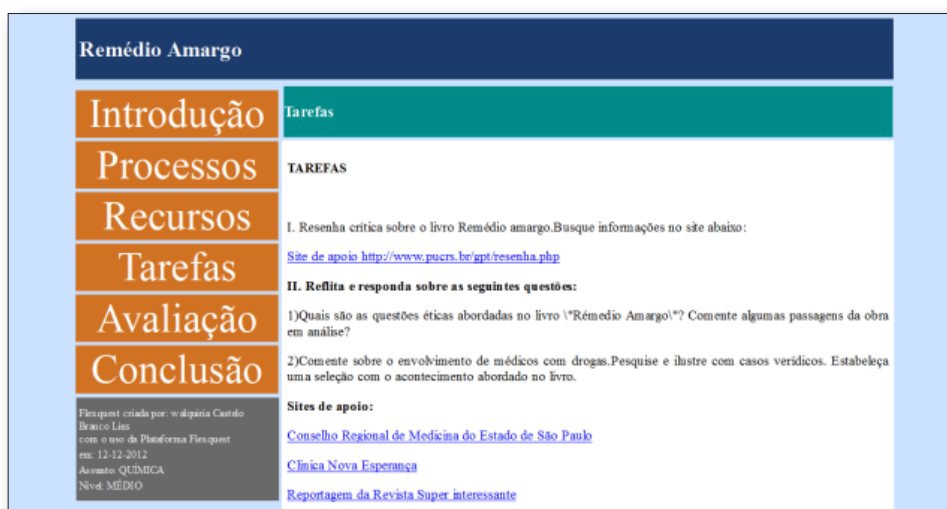 Remédio Amargo
Introdução
Processos
Recursos
Tarefas
Avaliação
Conclusão
Flexquest criada por: walquiria Castelo
Branco Lins
com o uso da Plataforma Flexquest
em: 12-12-2012
Assunto: QUÍMICA
Nivel: MÉDIO
Tarefas
TAREFAS
I. Resenha crítica sobre o livro Remédio amargo.Busque informações no site abaixo:
Site de apoio http://www.pucrs.br/gpt/resenha.php
II. Reflita e responda sobre as seguintes questões:
1)Quais são as questões éticas abordadas no livro \"Rémedio Amargo\"? Comente algumas passagens da obra
em análise?
2)Comente sobre o envolvimento de médicos com drogas.Pesquise e ilustre com casos verídicos. Estabeleça
uma seleção com o acontecimento abordado no livro.
Sites de apoio:
Conselho Regional de Medicina do Estado de São Paulo
Clinica Nova Esperança
Reportagem da Revista Super interessante